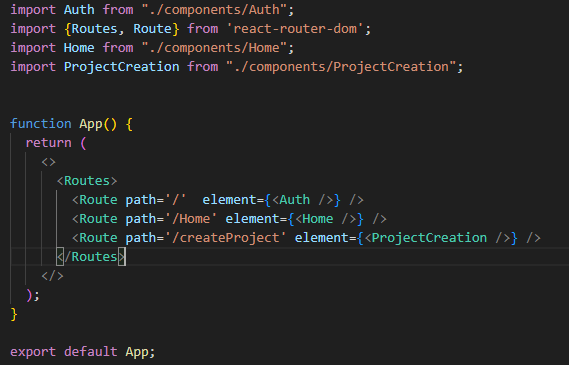 import Auth from "./components/Auth";
import {Routes, Route} from 'react-router-dom';
import Home from "./components/Home";
import ProjectCreation from "./components/ProjectCreation";
function App() {
return (
<>
<Routes>
<Route path='/'  element={<Auth />} />
<Route path='/Home' element={<Home />} />
<Route path='/createProject' element={<ProjectCreation />} />
</Routes>
</>
);
}
export default App;